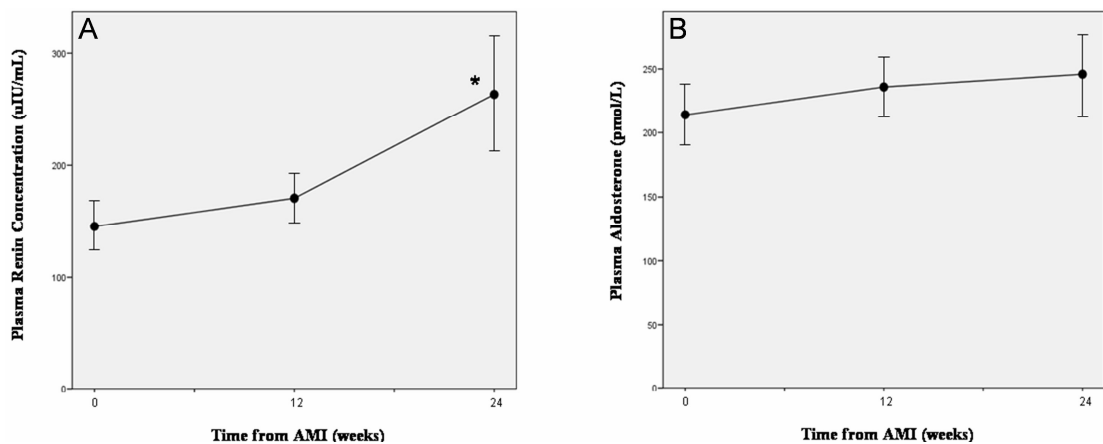 A
Plasma Renin Concentration (uIU/mL)
300
*
200
100
0
0 12 24
Time from AMI (weeks)
B
Plasma Aldosterone (pmol/L)
250
200
150
100
50
0
0 12 24
Time from AMI (weeks)